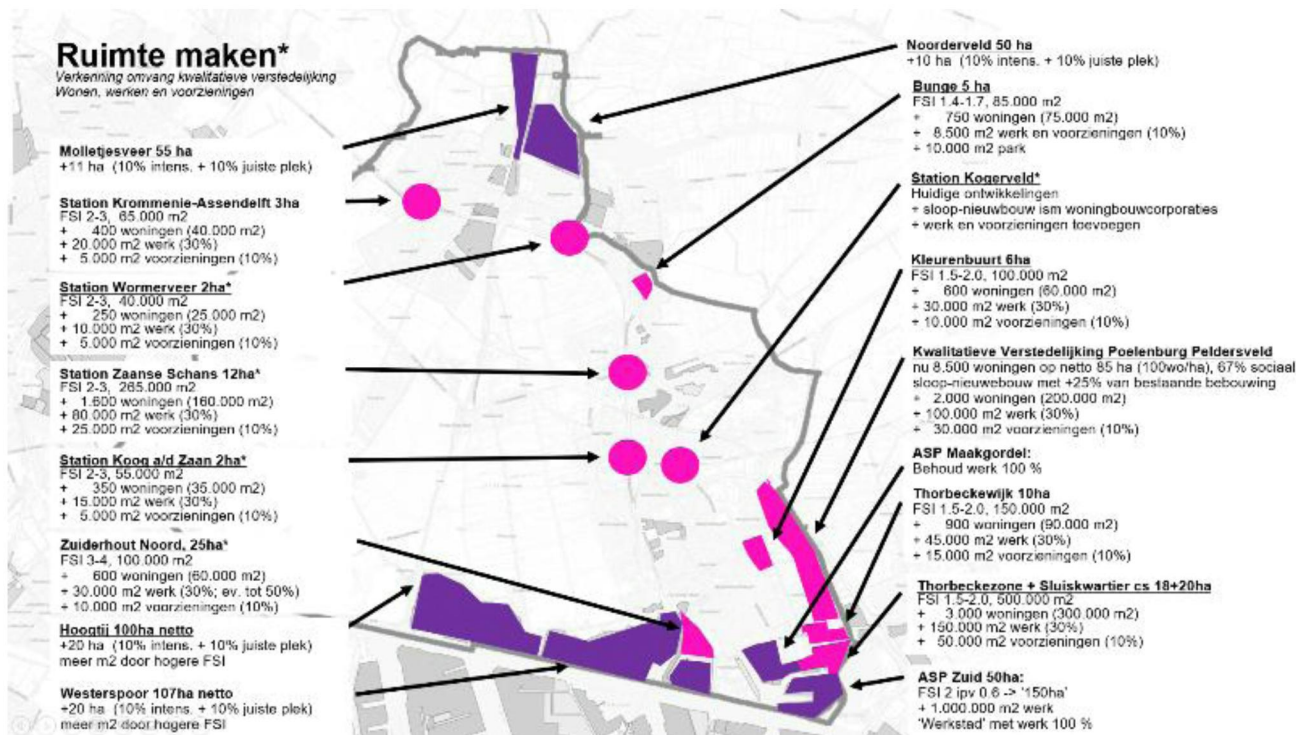 Ruimte maken*
Verkenning omvang kwalitatieve verstedelijking
Wonen, werken en voorzieningen
Molletjesveer 55 ha
+11 ha (10% intens. + 10% juiste plek)
Station Krommenie-Assendelft 3ha
FSI 2-3, 65.000 m2
+ 400 woningen (40.000 m2)
+ 20.000 m2 werk (30%)
+ 5.000 m2 voorzieningen (10%)
Station Wormerveer 2ha*
FSI 2-3, 40.000 m2
+ 250 woningen (25.000 m2)
+ 10.000 m2 werk (30%)
+ 5.000 m2 voorzieningen (10%)
Station Zaanse Schans 12ha*
FSI 2-3, 265.000 m2
+ 1.600 woningen (160.000 m2)
+ 80.000 m2 werk (30%)
+ 25.000 m2 voorzieningen (10%)
Station Koog a/d Zaan 2ha*
FSI 2-3, 55.000 m2
+ 350 woningen (35.000 m2)
+ 15.000 m2 werk (30%)
+ 5.000 m2 voorzieningen (10%)
Zuiderhout Noord, 25ha*
FSI 3-4, 100.000 m2
+ 600 woningen (60.000 m2)
+ 30.000 m2 werk (30%; ev. tot 50%)
+ 10.000 m2 voorzieningen (10%)
Hoogtij 100ha netto
+20 ha (10% intens. + 10% juiste plek)
meer m2 door hogere FSI
Westerspoor 107ha netto
+20 ha (10% intens. + 10% juiste plek)
meer m2 door hogere FSI
Noorderveld 50 ha
+10 ha (10% intens. + 10% juiste plek)
Bunge 5 ha
FSI 1.4-1.7, 85.000 m2
+ 750 woningen (75.000 m2)
+ 8.500 m2 werk en voorzieningen (10%)
+ 10.000 m2 park
Station Kogerveld*
Huidige ontwikkelingen
+ sloop-nieuwbouw ism woningbouwcorporaties
+ werk en voorzieningen toevoegen
Kleurenbuurt 6ha
FSI 1.5-2.0, 100.000 m2
+ 600 woningen (60.000 m2)
+ 30.000 m2 werk (30%)
+ 10.000 m2 voorzieningen (10%)
Kwalitatieve Verstedelijking Poelenburg Peldersveld
nu 8.500 woningen op netto 85 ha (100wo/ha), 67% sociaal
sloop-nieuwebouw met +25% van bestaande bebouwing
+ 2.000 woningen (200.000 m2)
+ 100.000 m2 werk (30%)
+ 30.000 m2 voorzieningen (10%)
ASP Maakgordel:
Behoud werk 100 %
Thorbeckewijk 10ha
FSI 1.5-2.0, 150.000 m2
+ 900 woningen (90.000 m2)
+ 45.000 m2 werk (30%)
+ 15.000 m2 voorzieningen (10%)
Thorbeckezone + Sluiskwartier cs 18+20ha
FSI 1.5-2.0, 500.000 m2
+ 3.000 woningen (300.000 m2)
+ 150.000 m2 werk (30%)
+ 50.000 m2 voorzieningen (10%)
ASP Zuid 50ha:
FSI 2 ipv 0.6 -> '150ha'
+ 1.000.000 m2 werk
'Werkstad' met werk 100 %